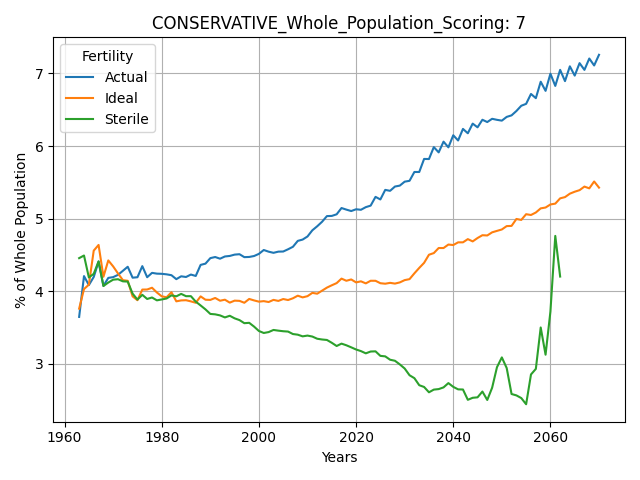 CONSERVATIVE_Whole_Population_Scoring: 7
Fertility
Actual
Ideal
Sterile
% of Whole Population
7
6
5
4
3
1960 1980 2000 2020 2040 2060
Years